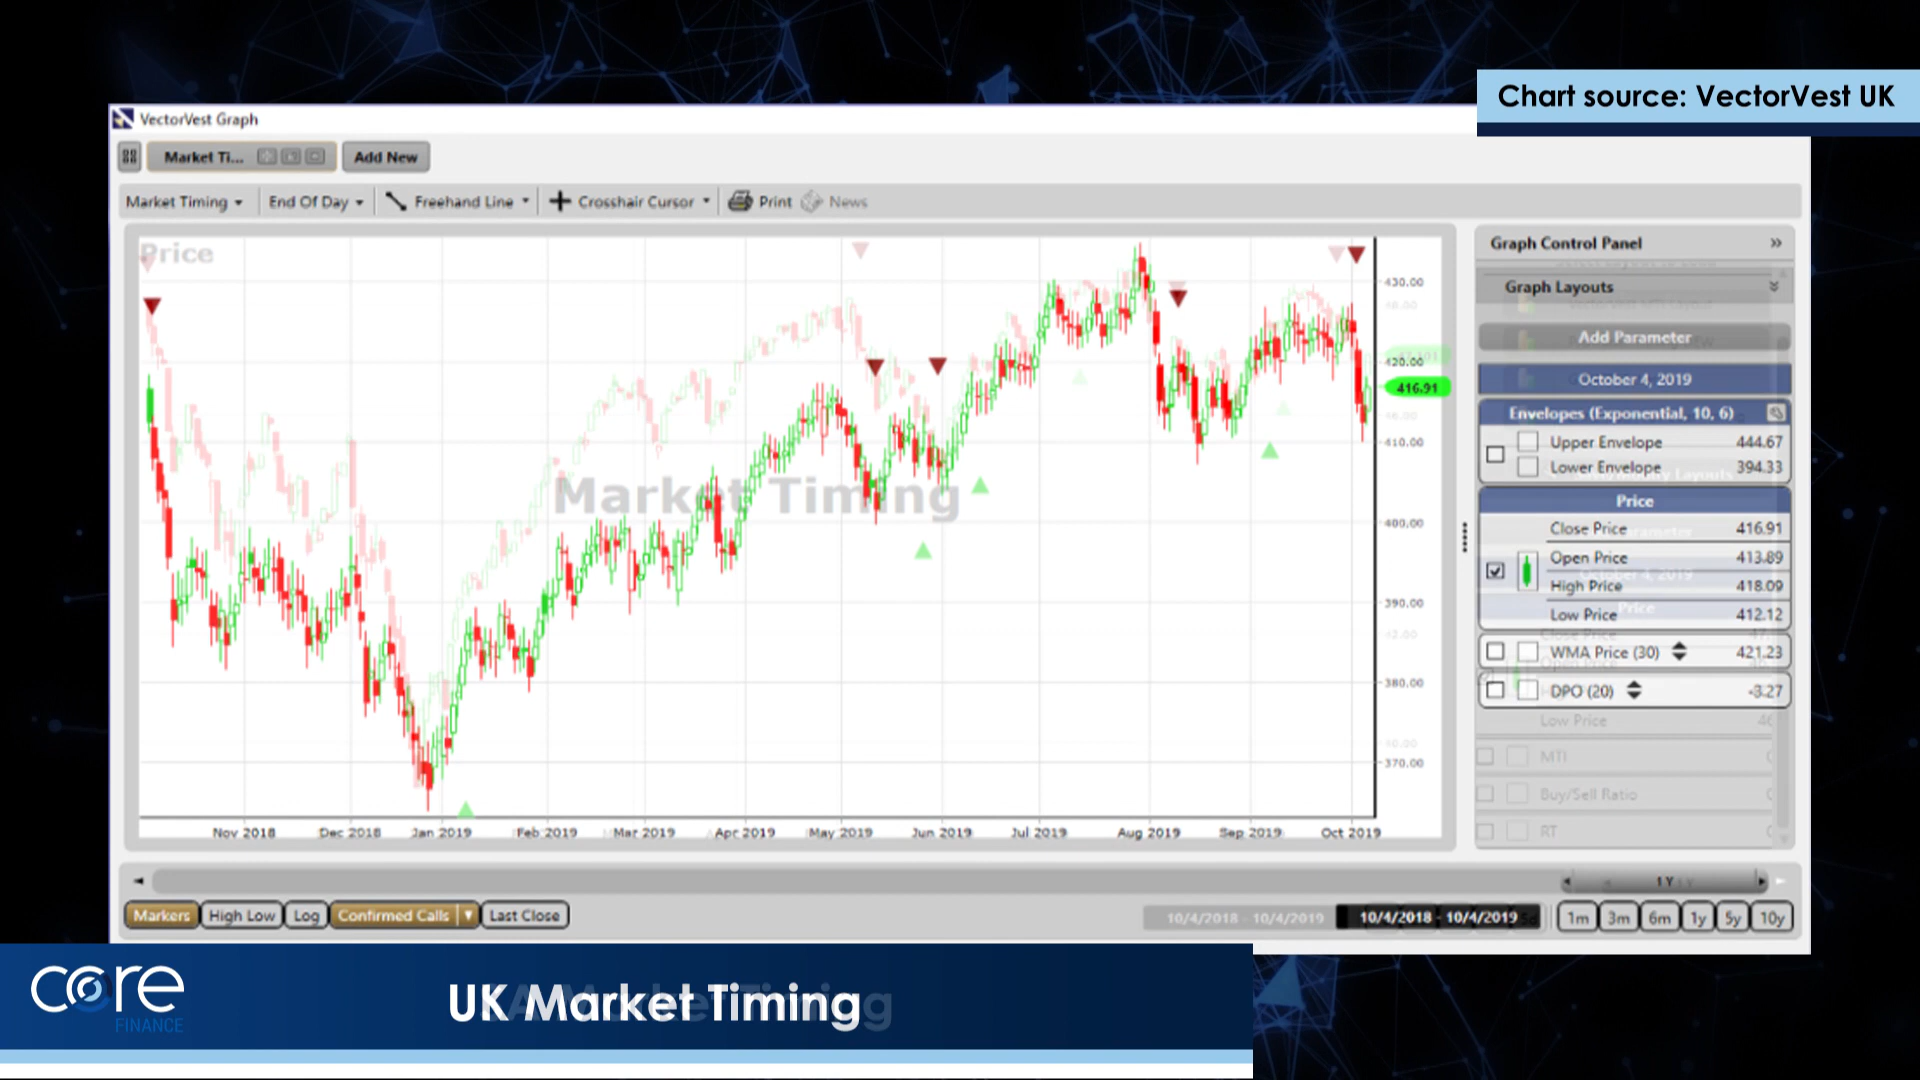 Chart source: VectorVest UK
VectorVest Graph
Market Ti...
Add New
Market Timing
End Of Day
Freehand Line
Crosshair Cursor
Print
News
Price
Market Timing
430.00
420.00
416.91
410.00
400.00
390.00
380.00
370.00
Nov 2018
Dec 2018
Jan 2019
Feb 2019
Mar 2019
Apr 2019
May 2019
Jun 2019
Jul 2019
Aug 2019
Sep 2019
Oct 2019
Graph Control Panel
Graph Layouts
Add Parameter
October 4, 2019
Envelopes (Exponential, 10, 6)
Upper Envelope 444.67
Lower Envelope 394.33
Price
Close Price 416.91
Open Price 413.89
High Price 418.09
Low Price 412.12
WMA Price (30) 421.23
DPO (20) -3.27
Low Price
MTI
Buy/Sell Ratio
RT
1 Y
Markers
High Low
Log
Confirmed Calls
Last Close
10/4/2018 - 10/4/2019
10/4/2018 - 10/4/2019
1m
3m
6m
1y
5y
10y
core
FINANCE
UK Market Timing